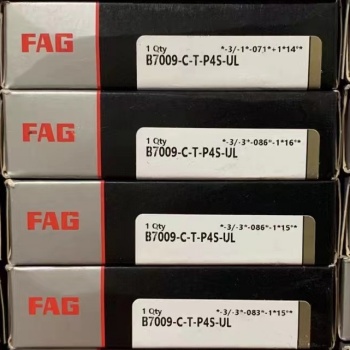 FAG
1 Qty *-3/-1*-071*+1*14°*
B7009-C-T-P4S-UL
FAG
1 Qty *-3/-3*-086*-1*16°*
B7009-C-T-P4S-UL
FAG
1 Qty *-3/-3*-086*-1*15°*
B7009-C-T-P4S-UL
FAG
1 Qty *-3/-3*-083*-1*15°*
B7009-C-T-P4S-UL